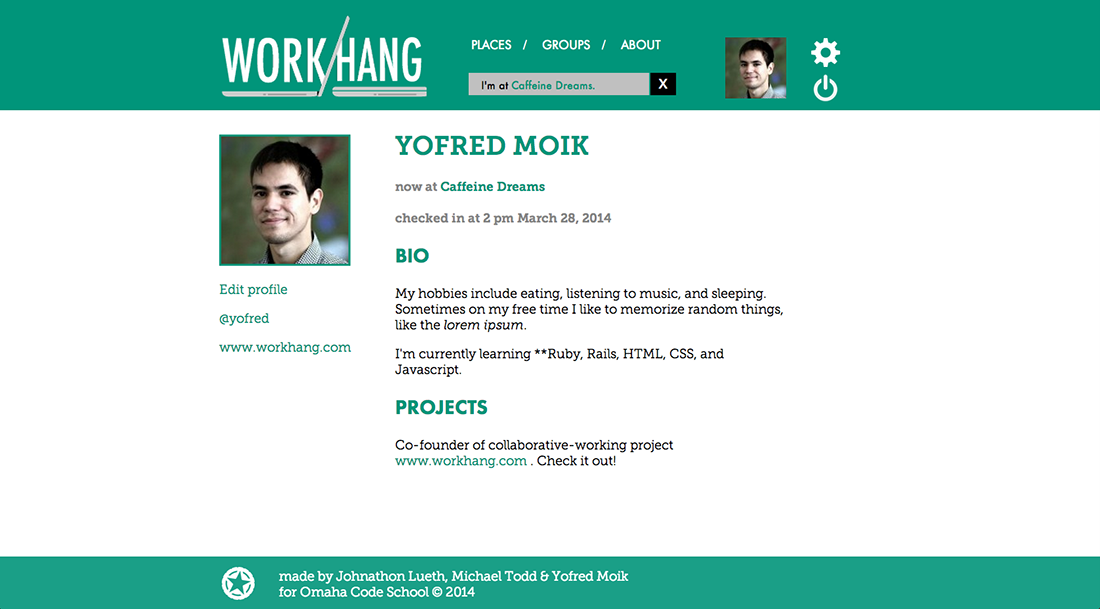 WORK/HANG
PLACES / GROUPS / ABOUT
I'm at Caffeine Dreams. X
YOFRED MOIK
now at Caffeine Dreams
checked in at 2 pm March 28, 2014
Edit profile
@yofred
www.workhang.com
BIO
My hobbies include eating, listening to music, and sleeping.
Sometimes on my free time I like to memorize random things,
like the lorem ipsum.
I'm currently learning **Ruby, Rails, HTML, CSS, and
Javascript.
PROJECTS
Co-founder of collaborative-working project
www.workhang.com . Check it out!
made by Johnathon Lueth, Michael Todd & Yofred Moik
for Omaha Code School © 2014